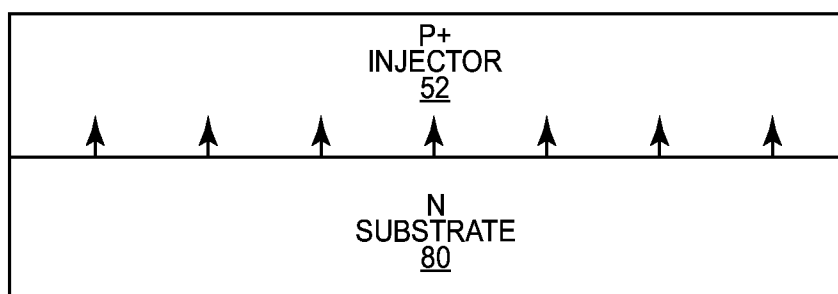 P+
INJECTOR
52
N
SUBSTRATE
80